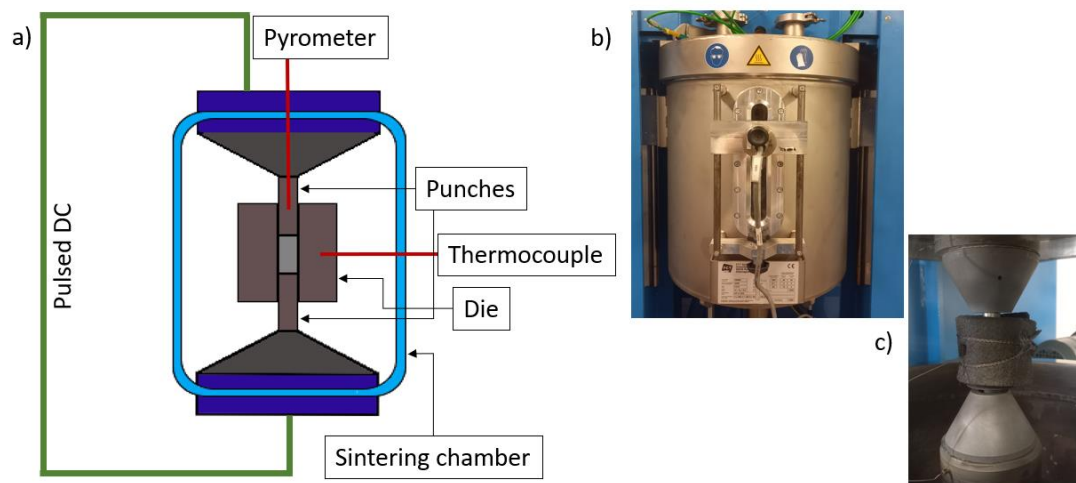 a)
Pyrometer
b)
Punches
Pulsed DC
Thermocouple
Die
c)
Sintering chamber